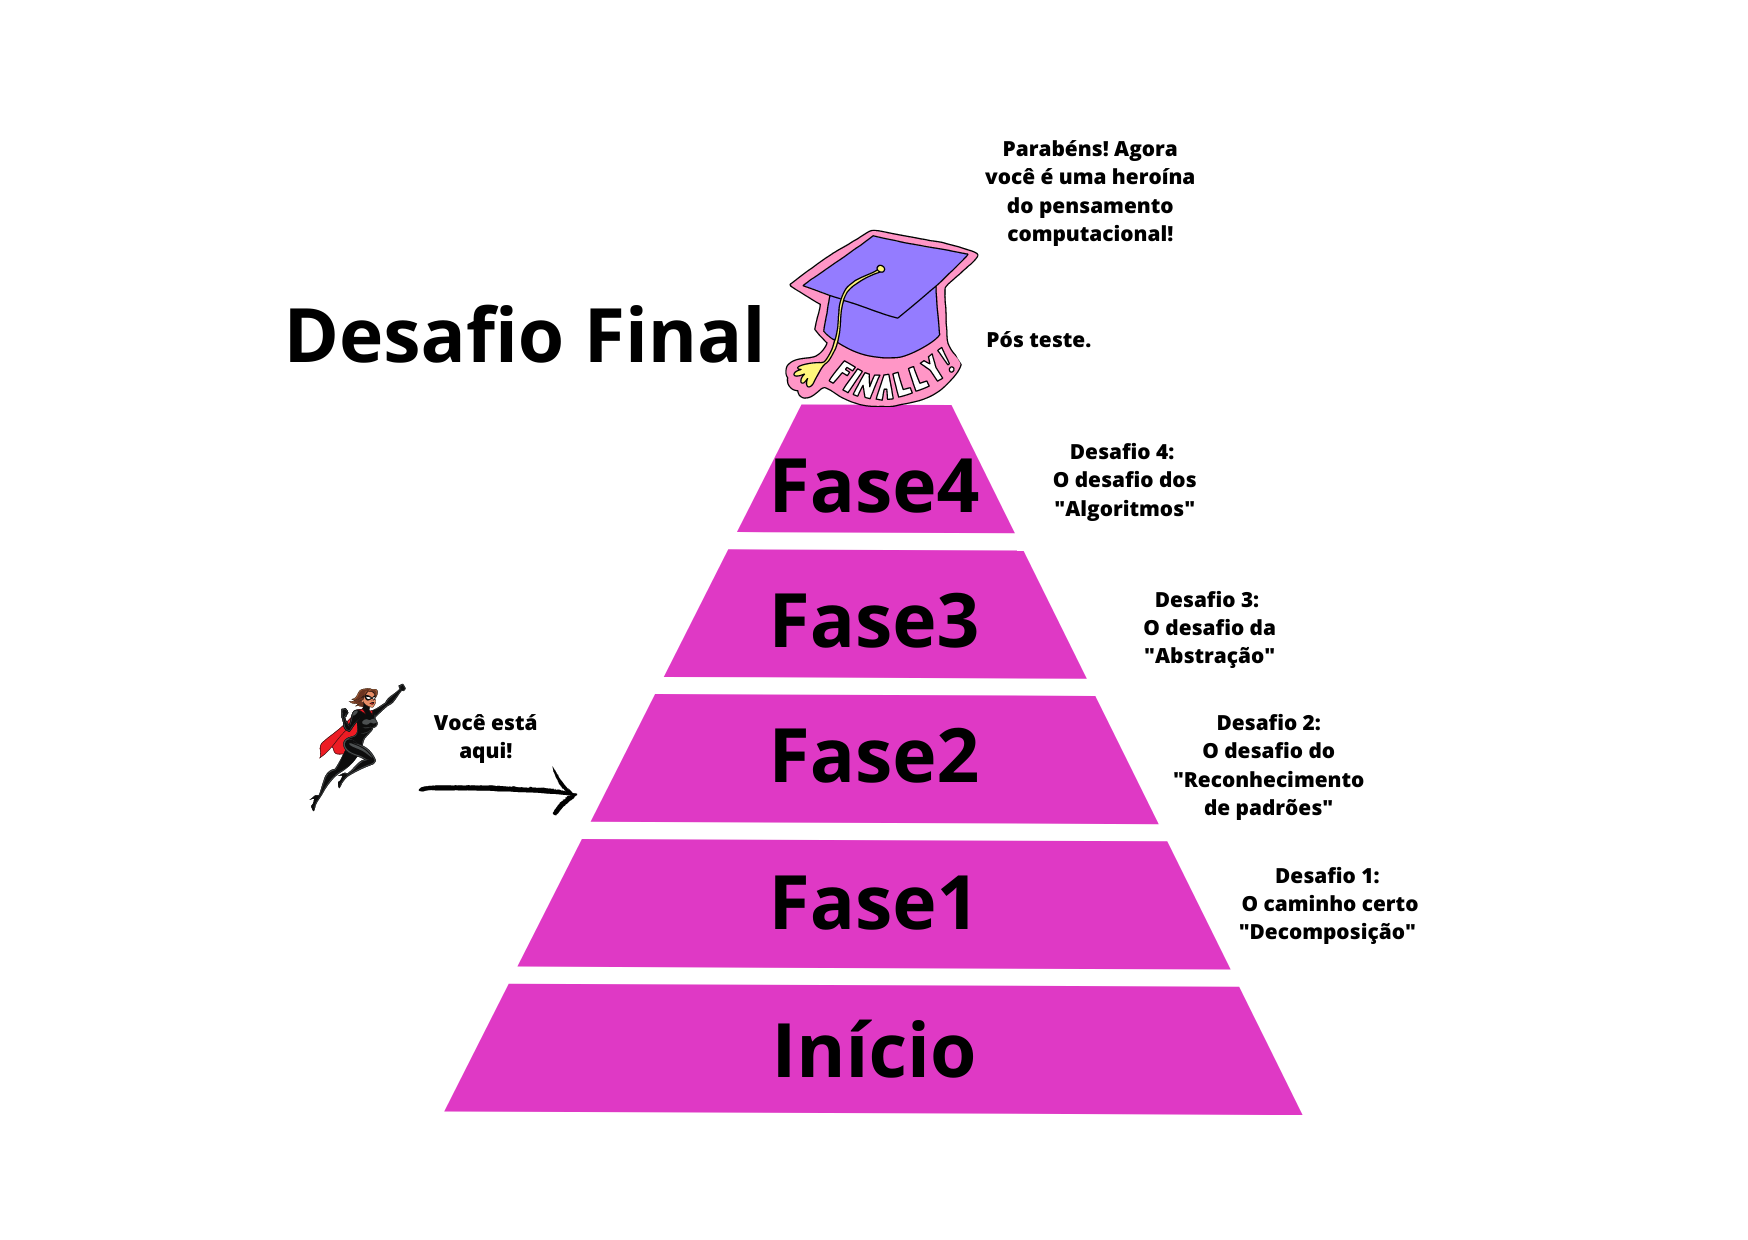 Parabéns! Agora
você é uma heroína
do pensamento
computacional!
Desafio Final
FINALLY!
Pós teste.
Fase4
Desafio 4:
O desafio dos
"Algoritmos"
Fase3
Desafio 3:
O desafio da
"Abstração"
Você está
aqui!
Fase2
Desafio 2:
O desafio do
"Reconhecimento
de padrões"
Fase1
Desafio 1:
O caminho certo
"Decomposição"
Início